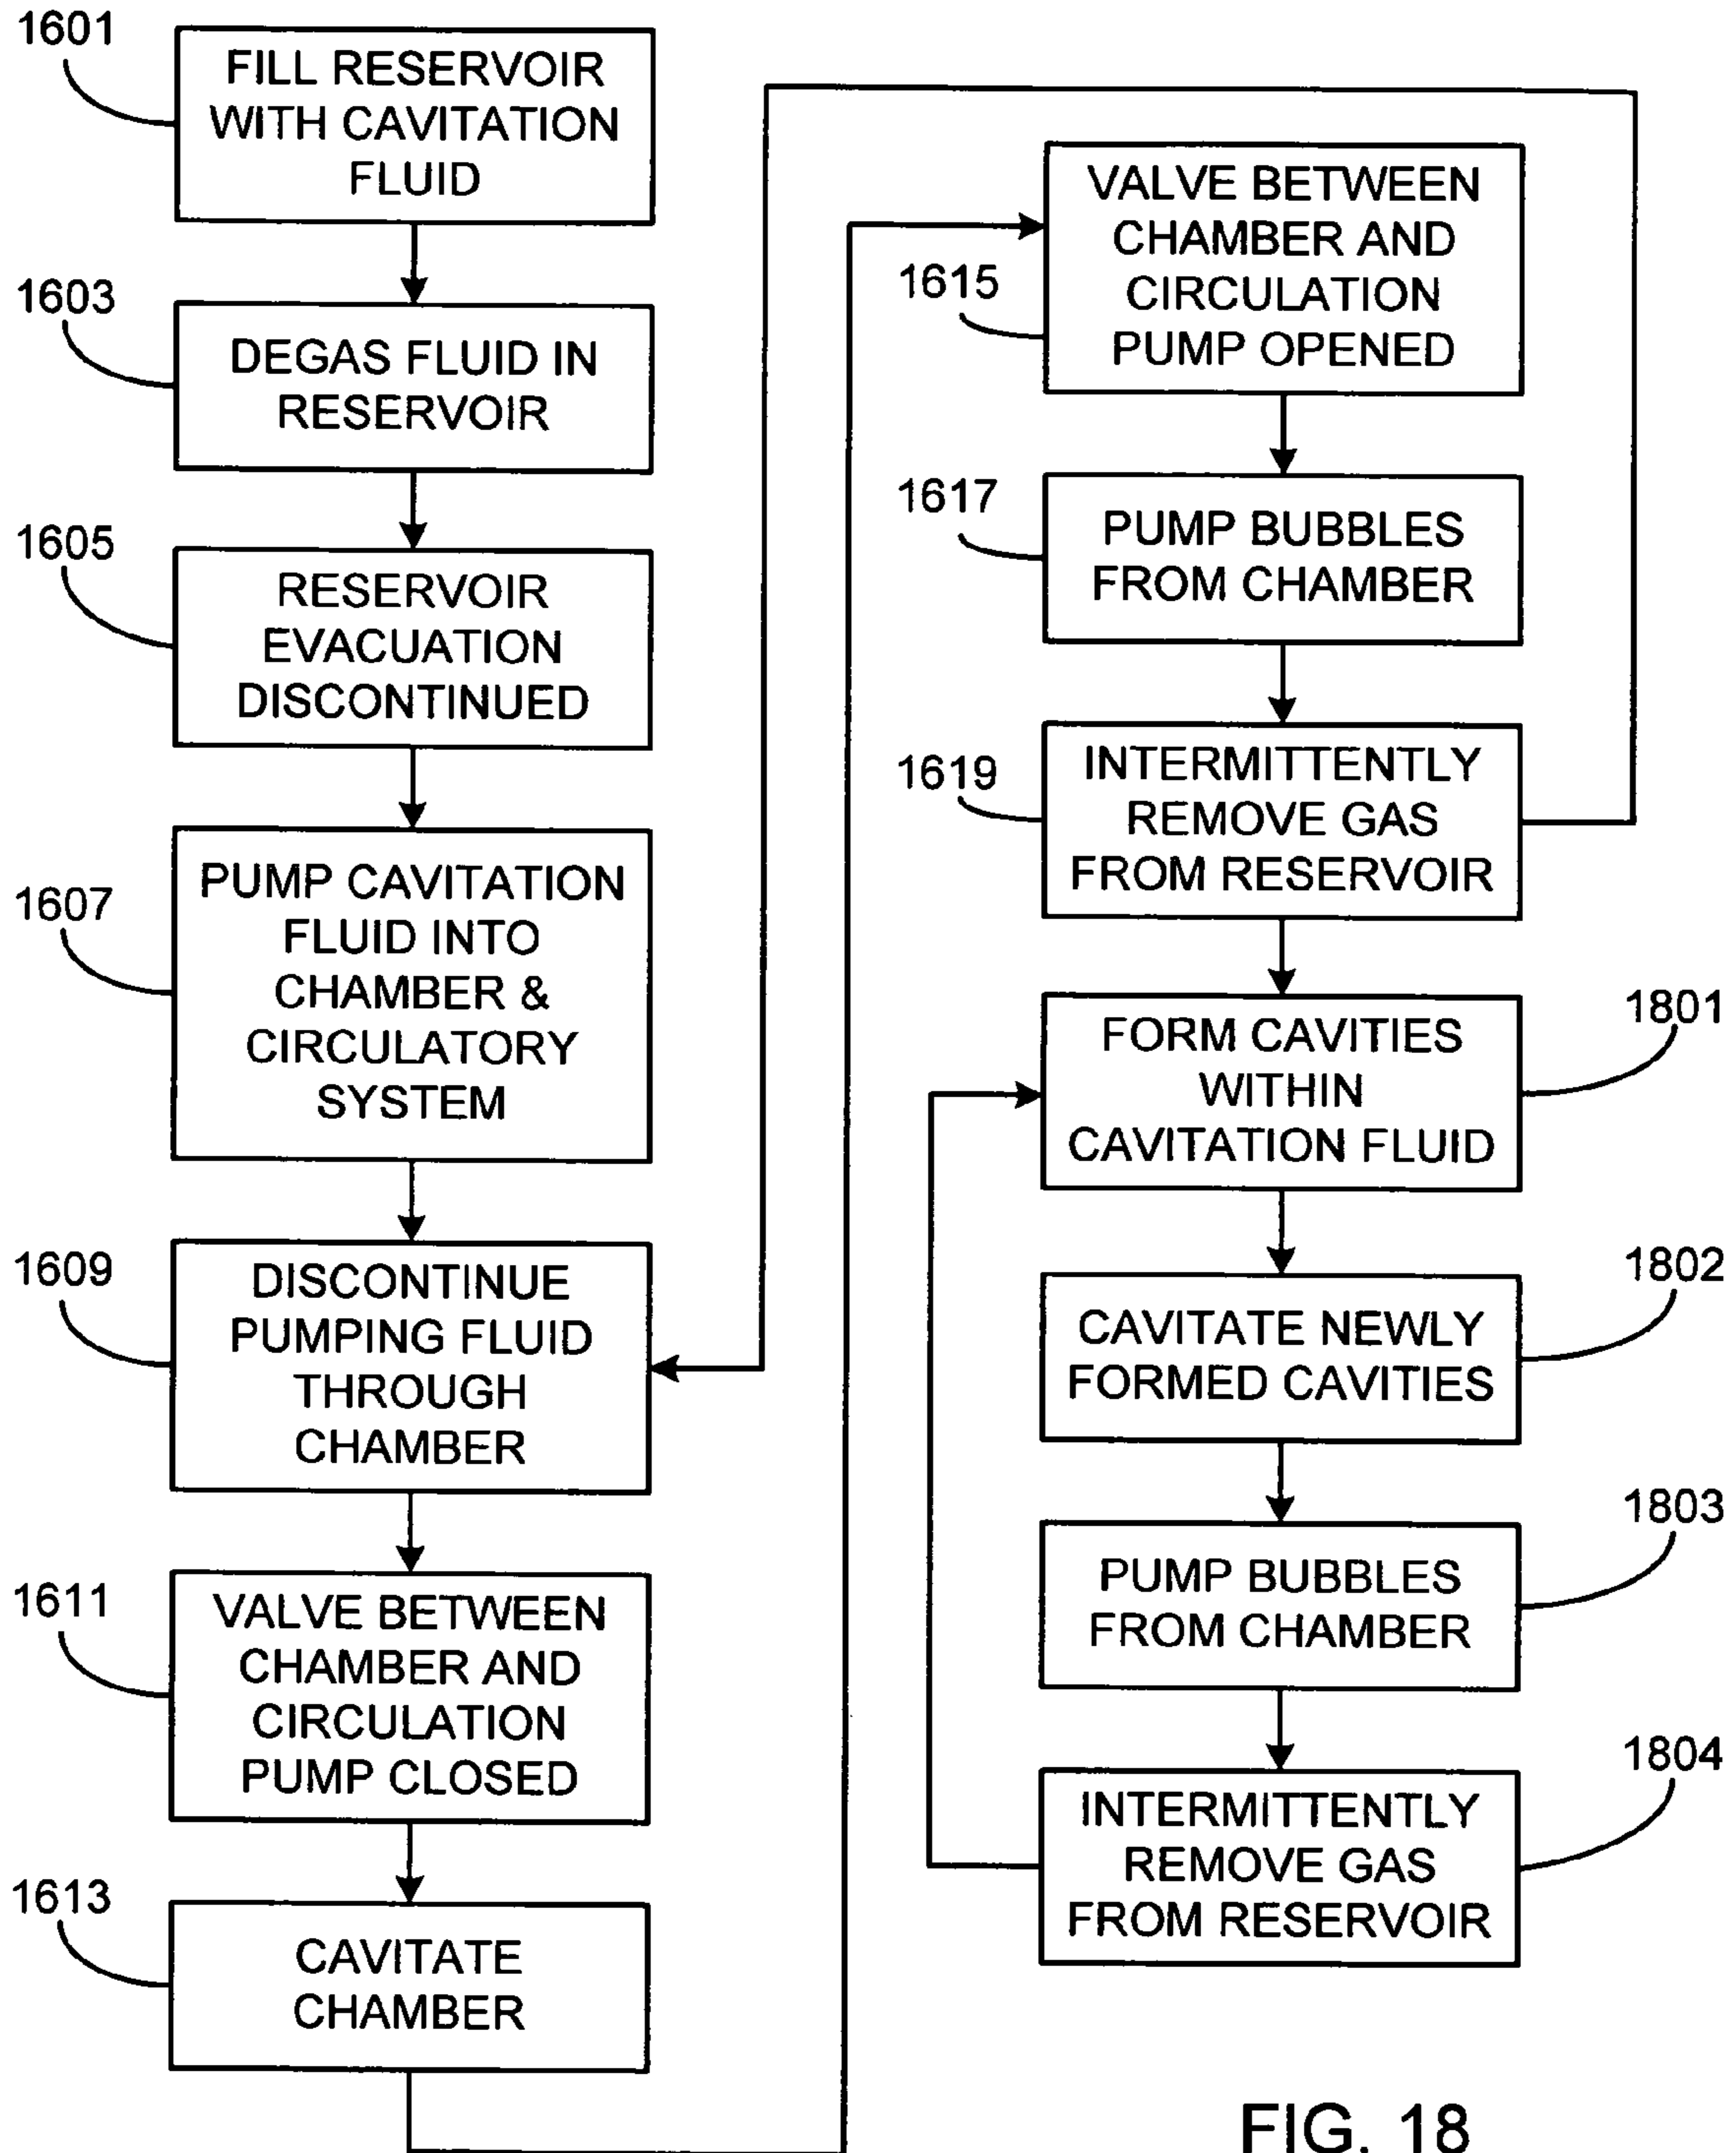 1601
FILL RESERVOIR
WITH CAVITATION
FLUID
1603
DEGAS FLUID IN
RESERVOIR
1605
RESERVOIR
EVACUATION
DISCONTINUED
1607
PUMP CAVITATION
FLUID INTO
CHAMBER &
CIRCULATORY
SYSTEM
1609
DISCONTINUE
PUMPING FLUID
THROUGH
CHAMBER
1611
VALVE BETWEEN
CHAMBER AND
CIRCULATION
PUMP CLOSED
1613
CAVITATE
CHAMBER
1615
VALVE BETWEEN
CHAMBER AND
CIRCULATION
PUMP OPENED
1617
PUMP BUBBLES
FROM CHAMBER
1619
INTERMITTENTLY
REMOVE GAS
FROM RESERVOIR
1801
FORM CAVITIES
WITHIN
CAVITATION FLUID
1802
CAVITATE NEWLY
FORMED CAVITIES
1803
PUMP BUBBLES
FROM CHAMBER
1804
INTERMITTENTLY
REMOVE GAS
FROM RESERVOIR
FIG. 18